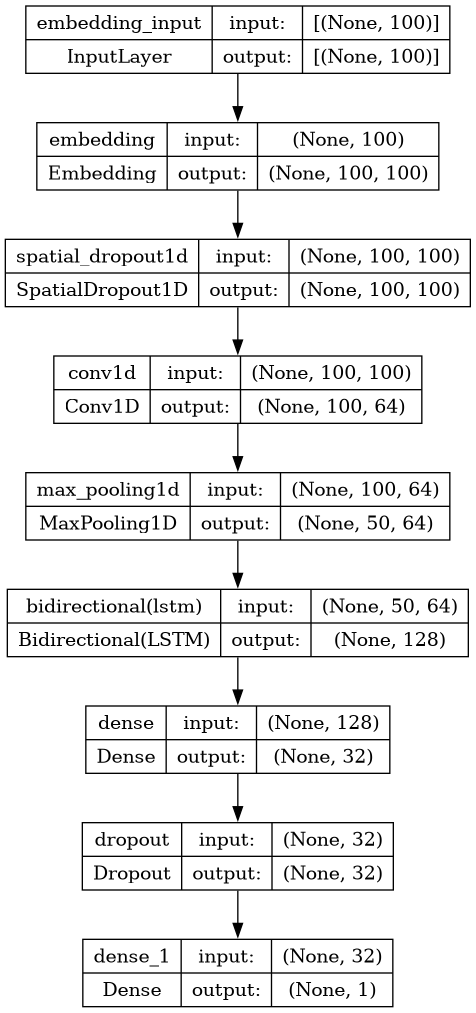 embedding_input input: [(None, 100)]
InputLayer output: [(None, 100)]
embedding input: (None, 100)
Embedding output: (None, 100, 100)
spatial_dropout1d input: (None, 100, 100)
SpatialDropout1D output: (None, 100, 100)
conv1d input: (None, 100, 100)
Conv1D output: (None, 100, 64)
max_pooling1d input: (None, 100, 64)
MaxPooling1D output: (None, 50, 64)
bidirectional(lstm) input: (None, 50, 64)
Bidirectional(LSTM) output: (None, 128)
dense input: (None, 128)
Dense output: (None, 32)
dropout input: (None, 32)
Dropout output: (None, 32)
dense_1 input: (None, 32)
Dense output: (None, 1)